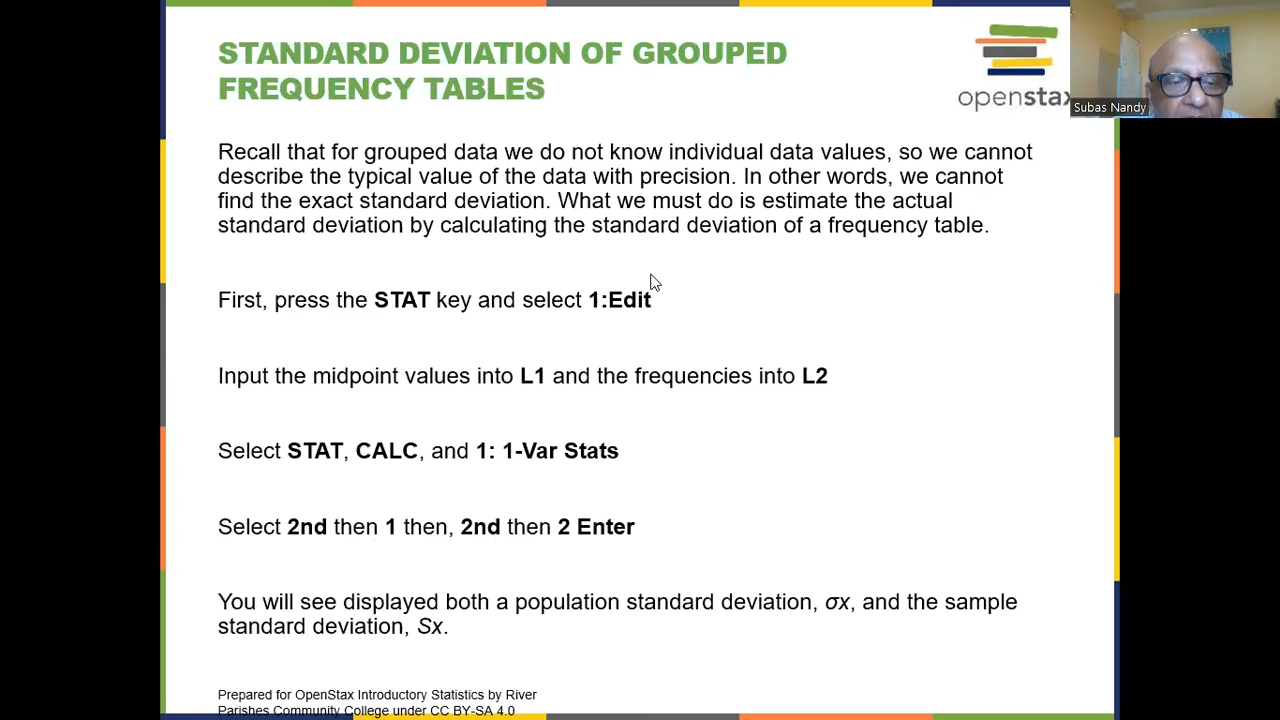 STANDARD DEVIATION OF GROUPED
FREQUENCY TABLES
openstax
Subas Nandy
Recall that for grouped data we do not know individual data values, so we cannot
describe the typical value of the data with precision. In other words, we cannot
find the exact standard deviation. What we must do is estimate the actual
standard deviation by calculating the standard deviation of a frequency table.
First, press the STAT key and select 1:Edit
Input the midpoint values into L1 and the frequencies into L2
Select STAT, CALC, and 1: 1-Var Stats
Select 2nd then 1 then, 2nd then 2 Enter
You will see displayed both a population standard deviation, σx, and the sample
standard deviation, Sx.
Prepared for OpenStax Introductory Statistics by River
Parishes Community College under CC BY-SA 4.0